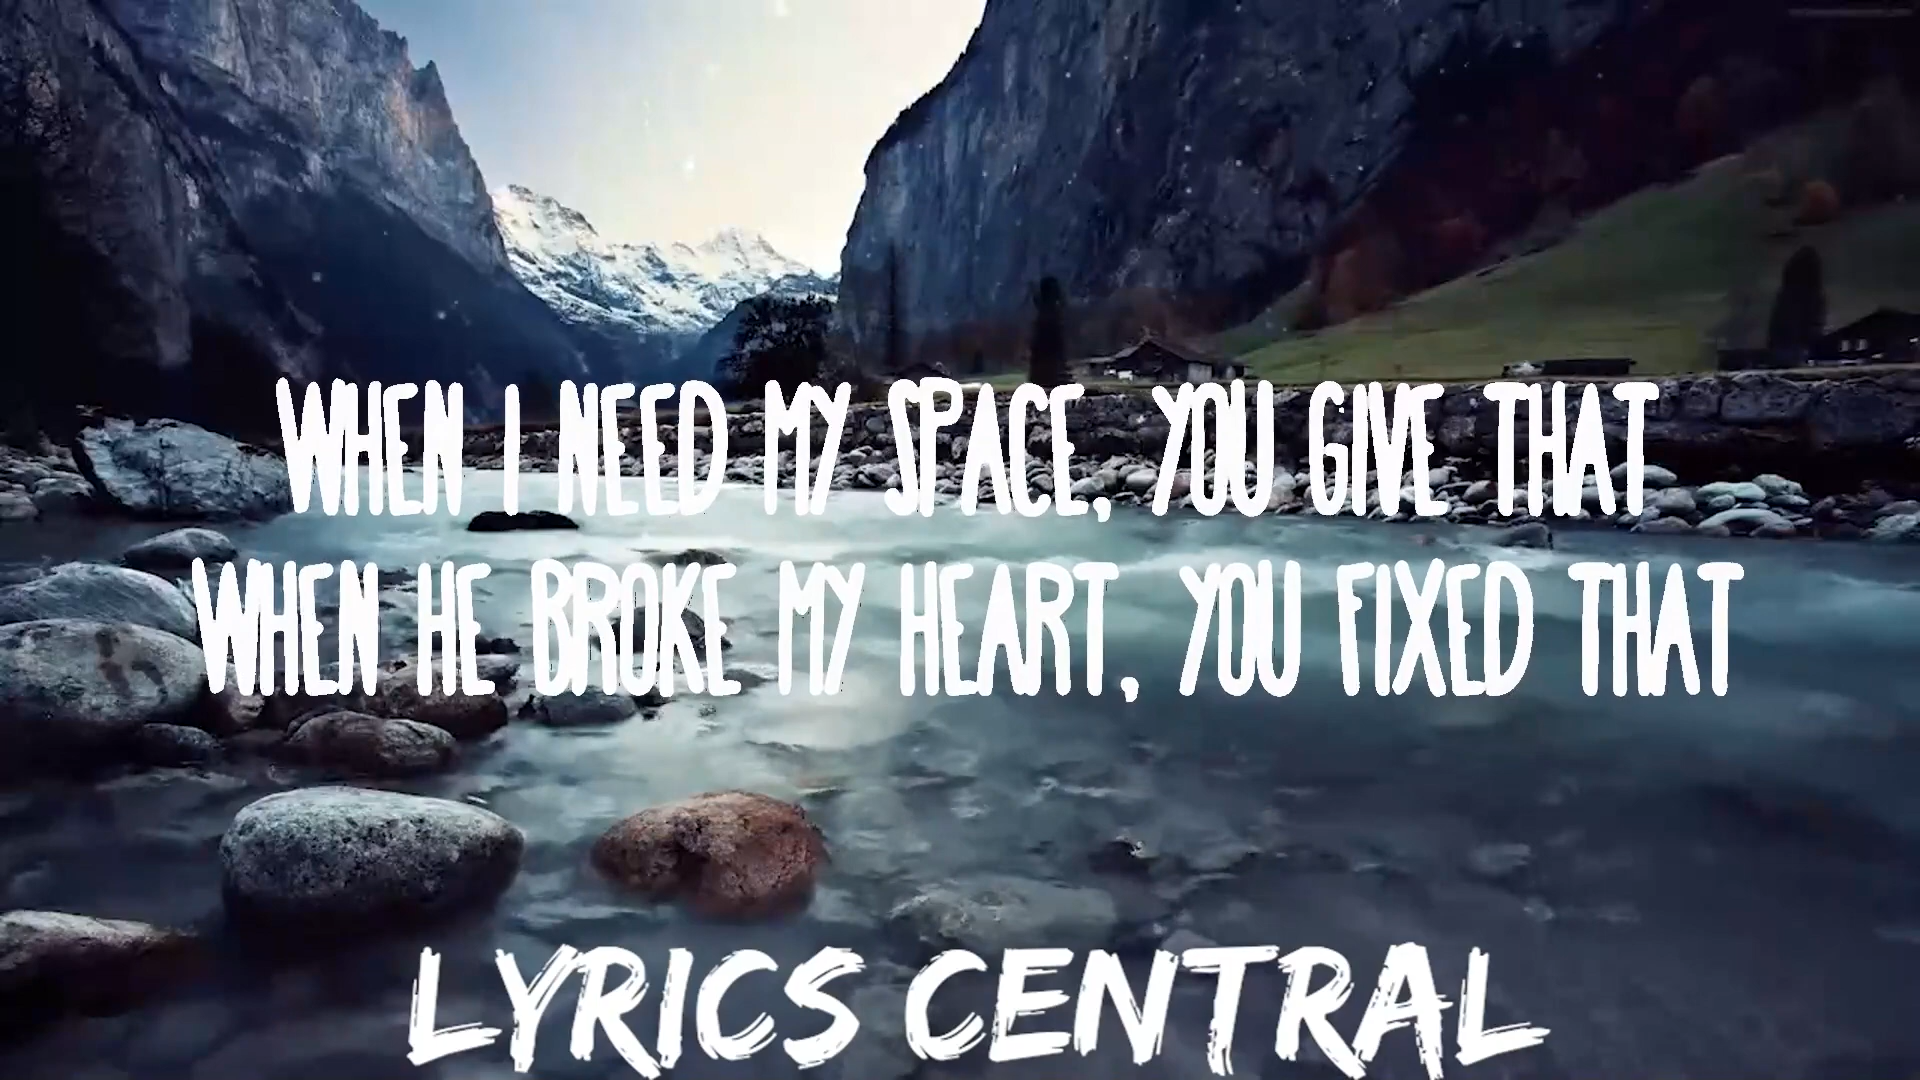 WHEN I NEED MY SPACE, YOU GIVE THAT
WHEN HE BROKE MY HEART, YOU FIXED THAT
LYRICS CENTRAL